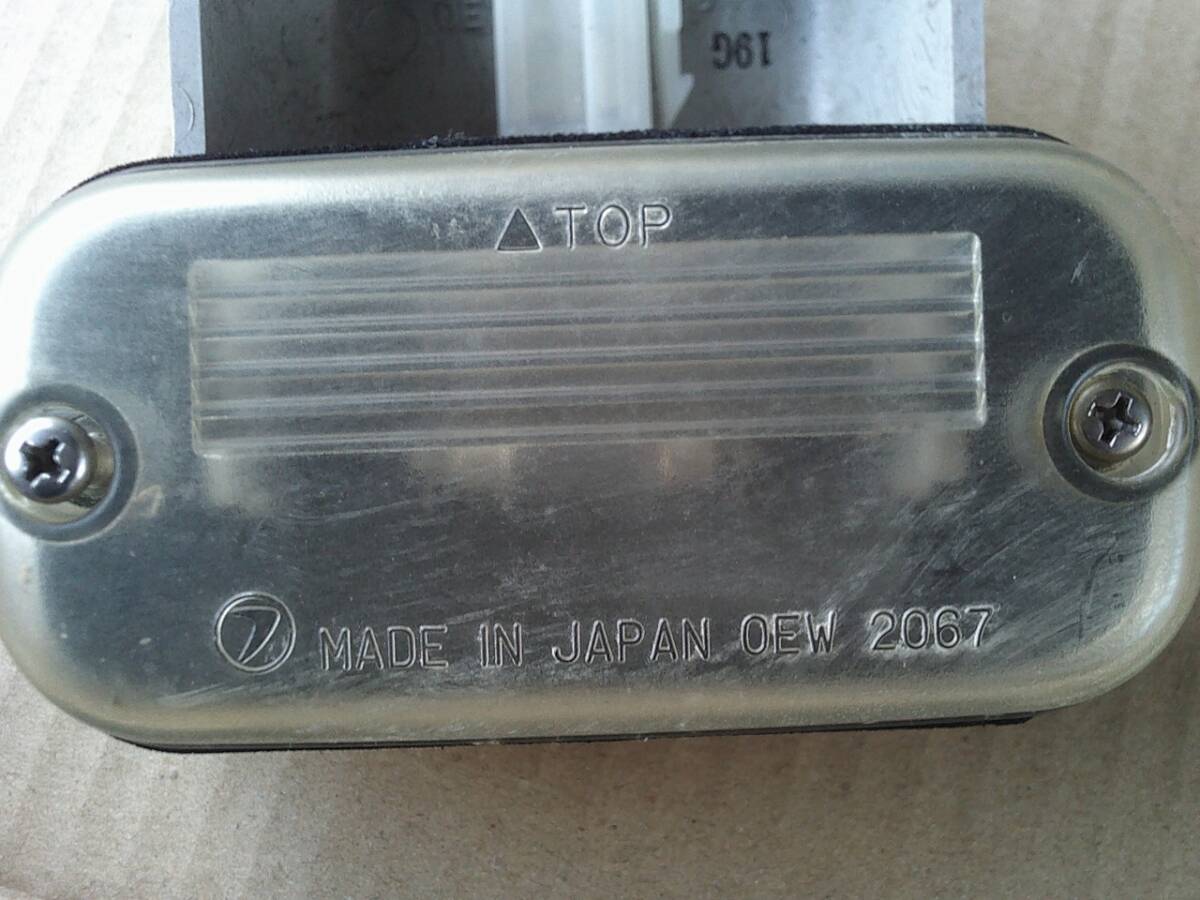 19G
▲TOP
MADE IN JAPAN OEW 2067